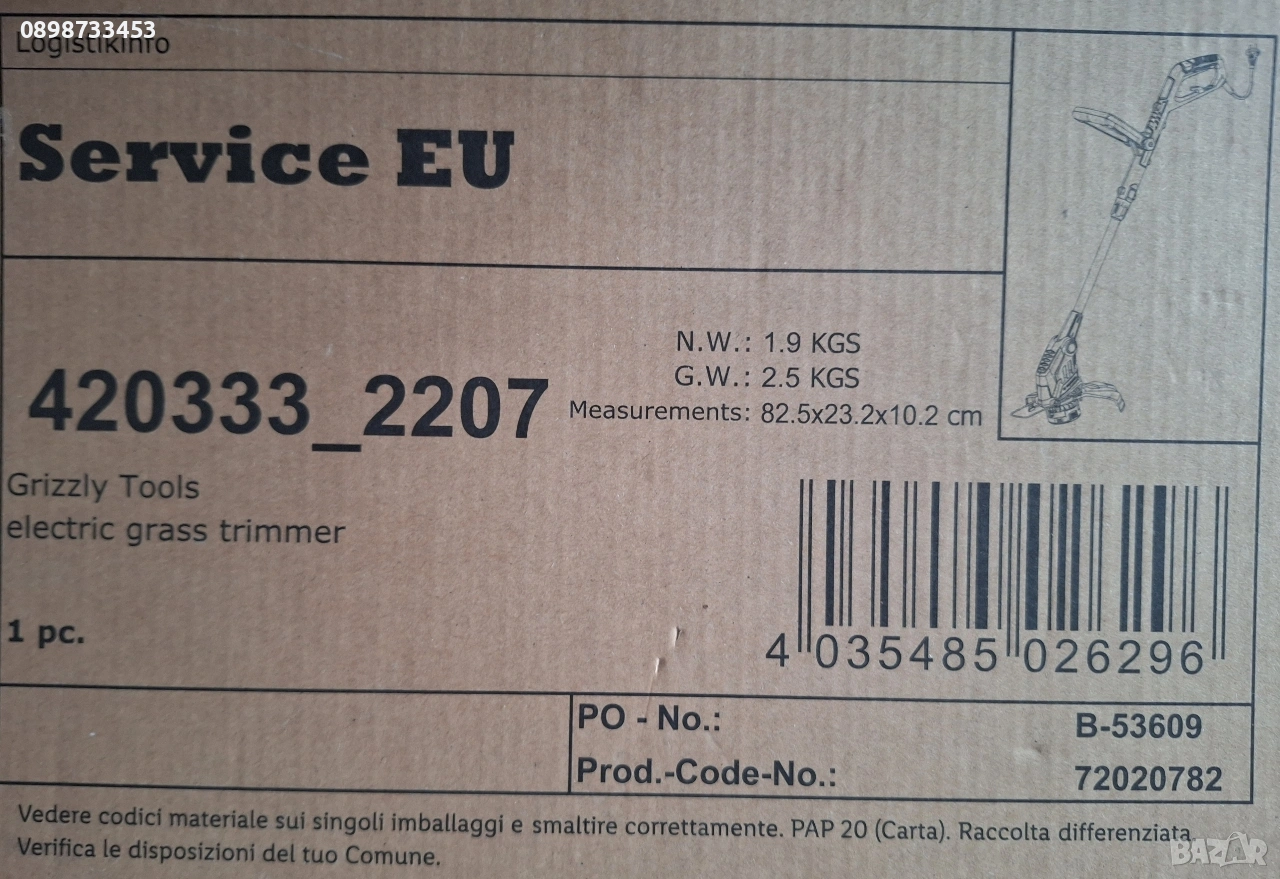 0898733453
Logistikinfo
Service EU
N.W.: 1.9 KGS
G.W.: 2.5 KGS
Measurements: 82.5x23.2x10.2 cm
420333_2207
Grizzly Tools
electric grass trimmer
1 pc.
4 035485 026296
PO - No.: B-53609
Prod.-Code-No.: 72020782
Vedere codici materiale sui singoli imballaggi e smaltire correttamente. PAP 20 (Carta). Raccolta differenziata.
Verifica le disposizioni del tuo Comune.
BAZAR